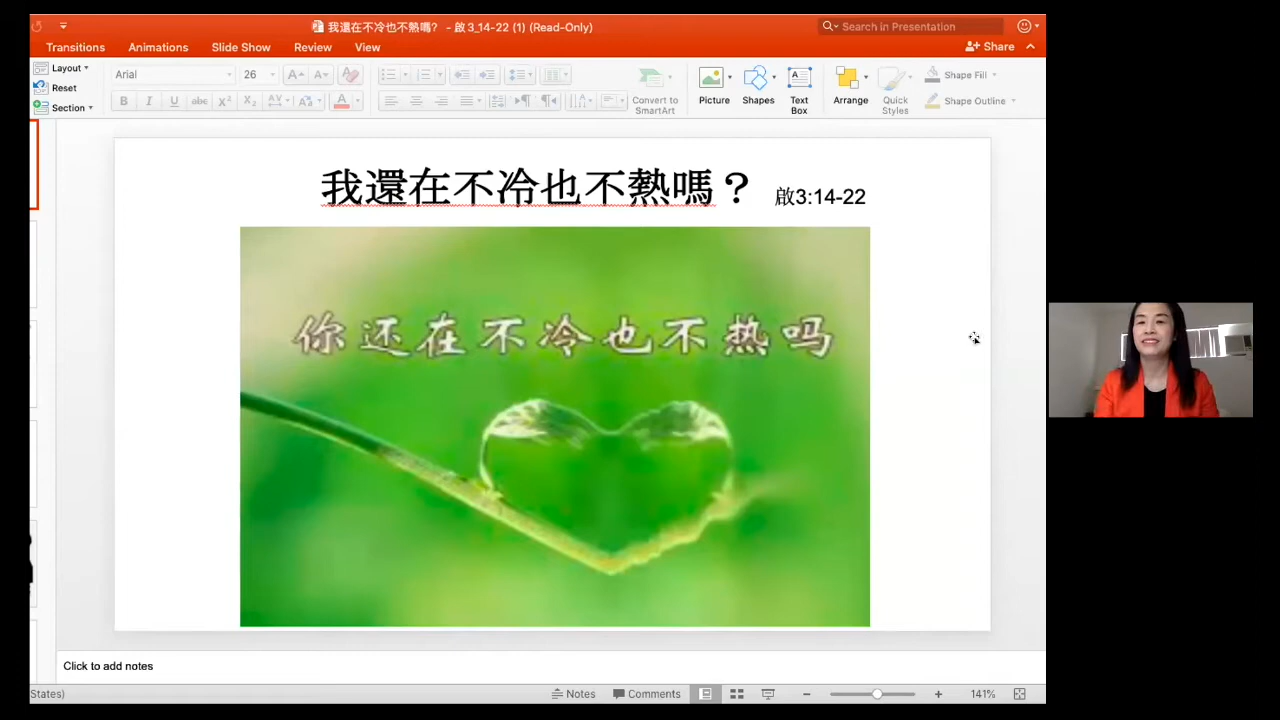 我還在不冷也不熱嗎? - 啟3_14-22 (1) (Read-Only)
Search in Presentation
Transitions Animations Slide Show Review View
Share
Layout
Reset
Section
Arial 26
Convert to SmartArt
Picture
Shapes
Text Box
Arrange
Quick Styles
Shape Fill
Shape Outline
我還在不冷也不熱嗎？ 啟3:14-22
你还在不冷也不热吗
Click to add notes
States)
Notes
Comments
141%